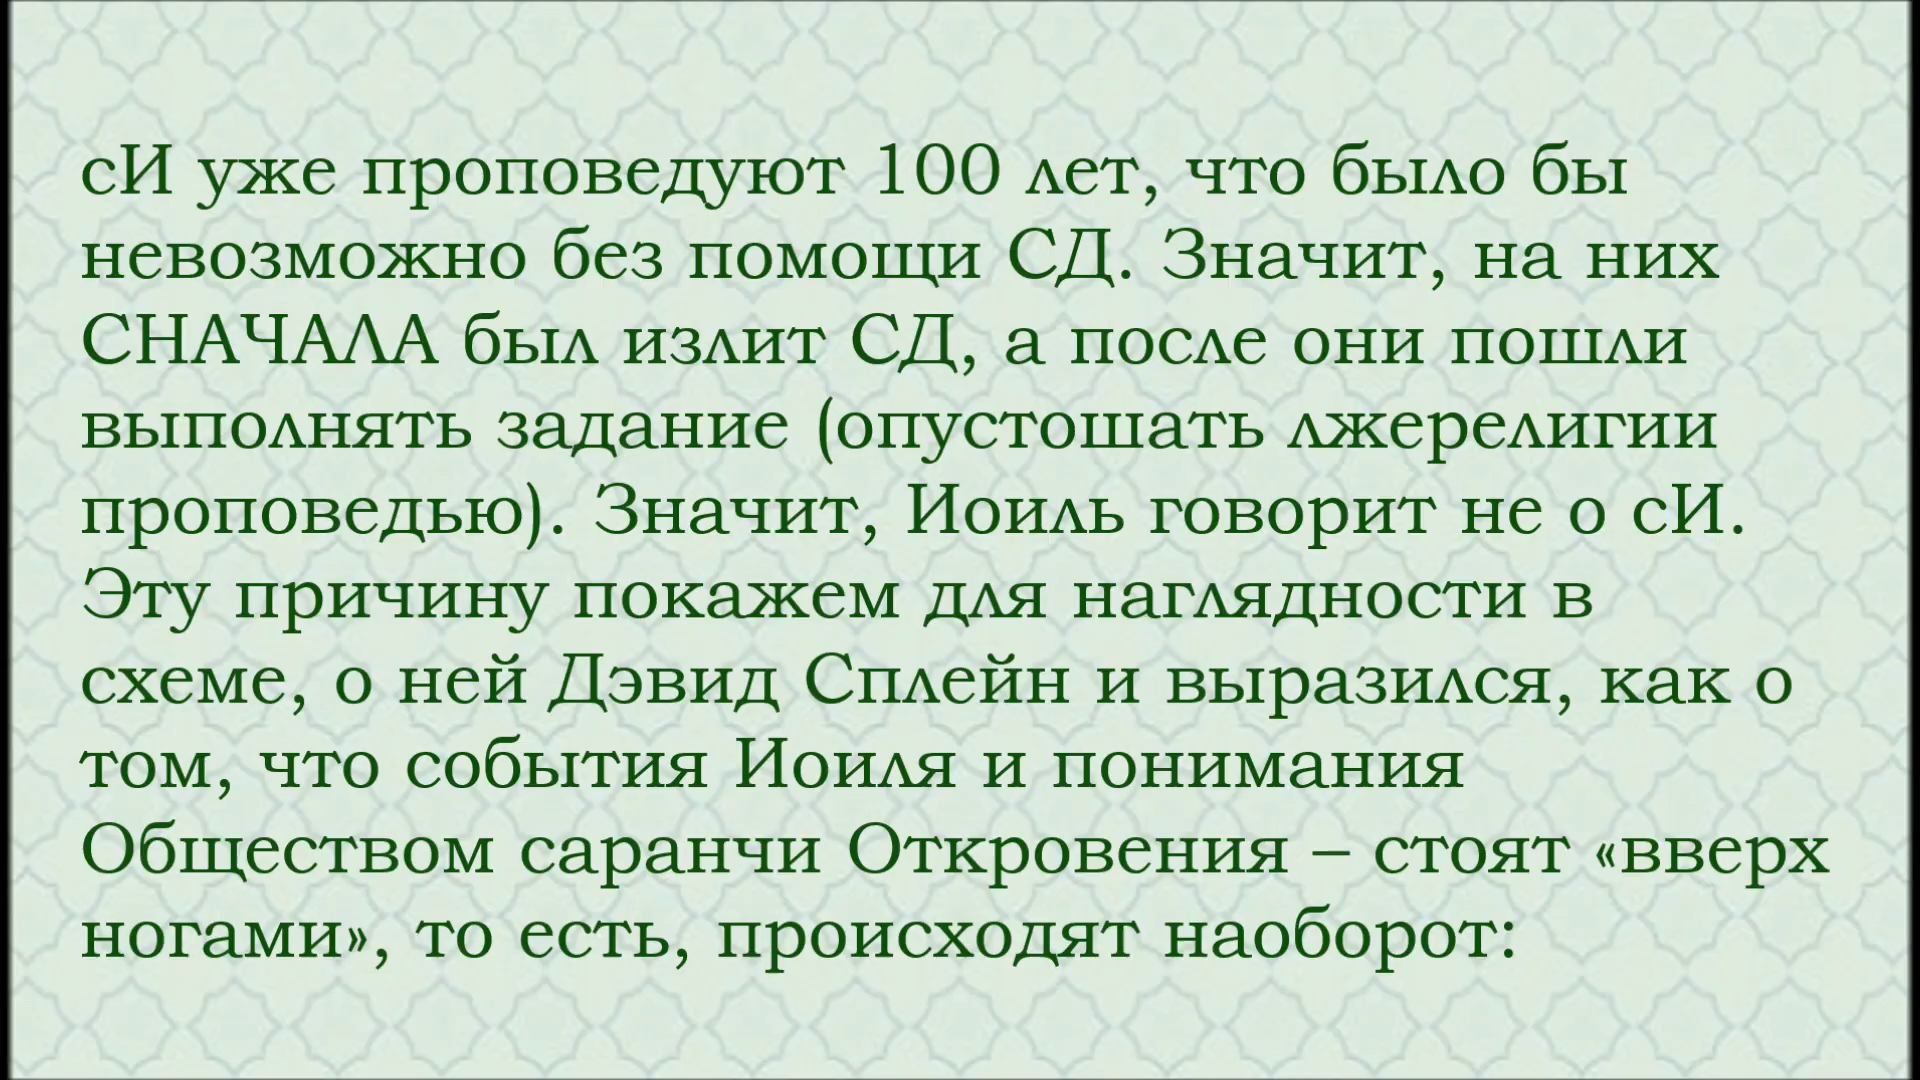 сИ уже проповедуют 100 лет, что было бы
невозможно без помощи СД. Значит, на них
СНАЧАЛА был излит СД, а после они пошли
выполнять задание (опустошать лжерелигии
проповедью). Значит, Иоиль говорит не о сИ.
Эту причину покажем для наглядности в
схеме, о ней Дэвид Сплейн и выразился, как о
том, что события Иоиля и понимания
Обществом саранчи Откровения – стоят «вверх
ногами», то есть, происходят наоборот: